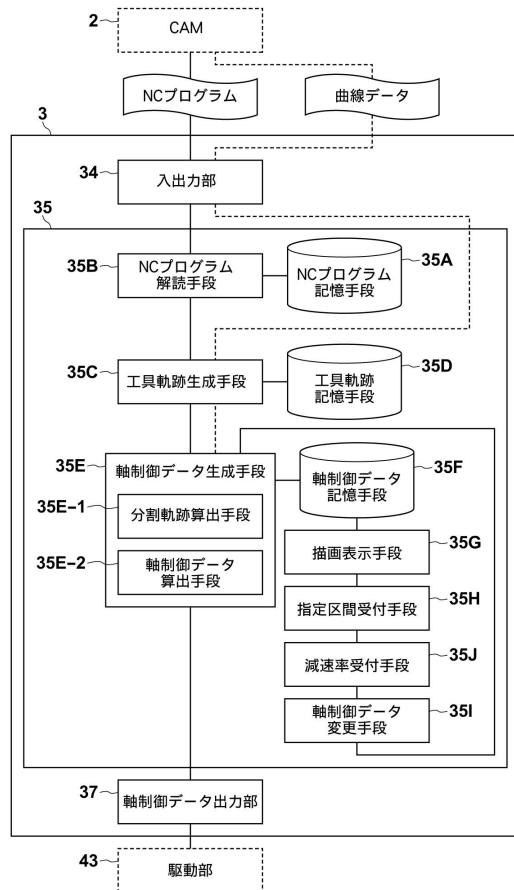 2
CAM
NCプログラム
曲線データ
3
34
入出力部
35
35B
NCプログラム
解読手段
35A
NCプログラム
記憶手段
35C
工具軌跡生成手段
35D
工具軌跡
記憶手段
35E
軸制御データ生成手段
35F
軸制御データ
記憶手段
35E-1
分割軌跡算出手段
35E-2
軸制御データ
算出手段
35G
描画表示手段
35H
指定区間受付手段
35J
減速率受付手段
35I
軸制御データ
変更手段
37
軸制御データ出力部
43
駆動部